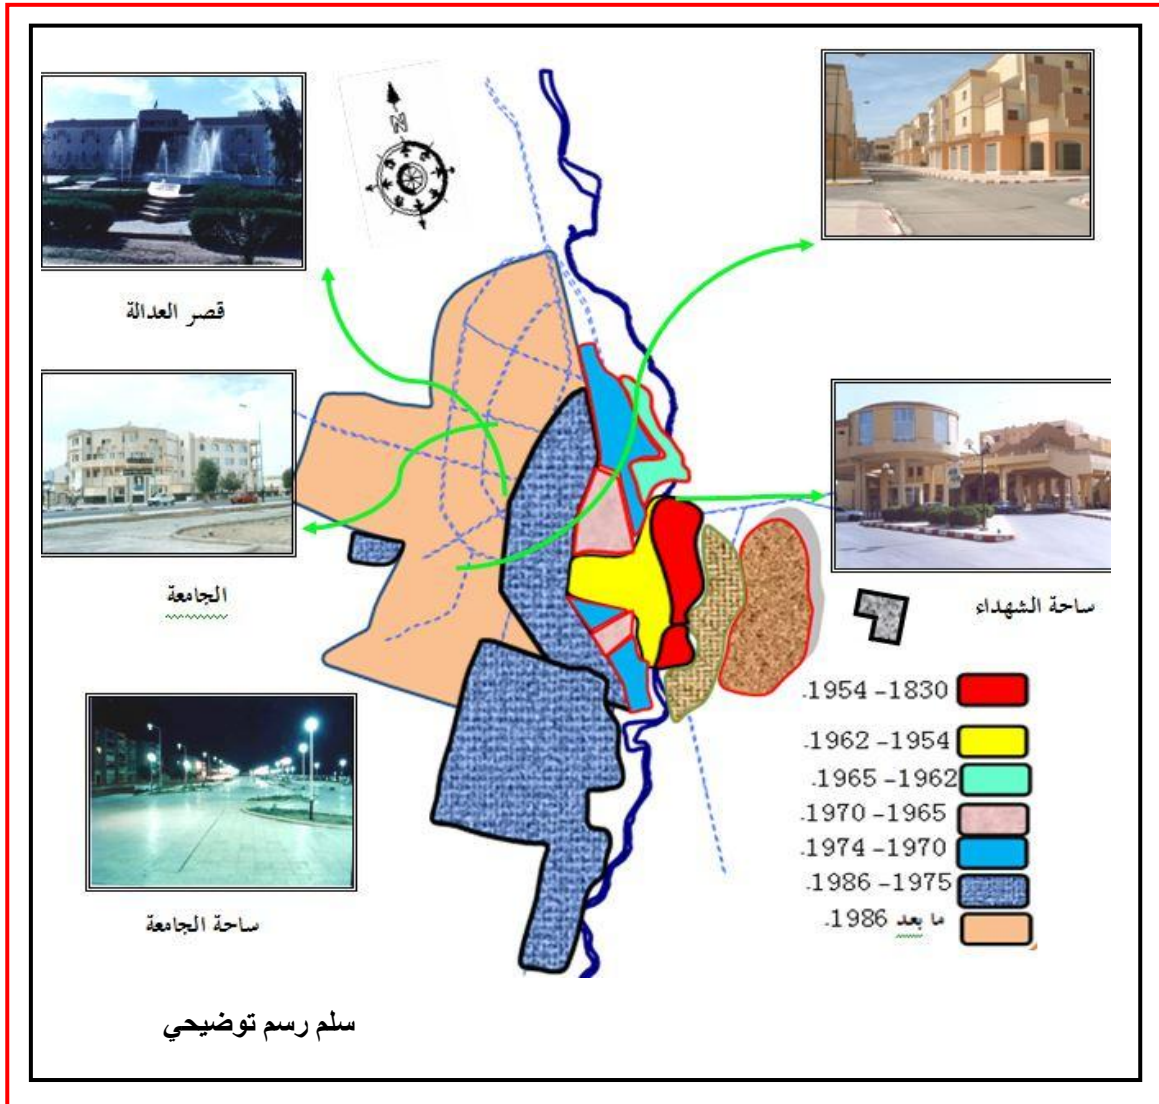 N
قصر العدالة
الجامعة
ساحة الشهداء
ساحة الجامعة
1830 – 1954.
1954 – 1962.
1962 – 1965.
1965 – 1970.
1970 – 1974.
1975 – 1986.
ما بعد 1986.
سلم رسم توضيحي